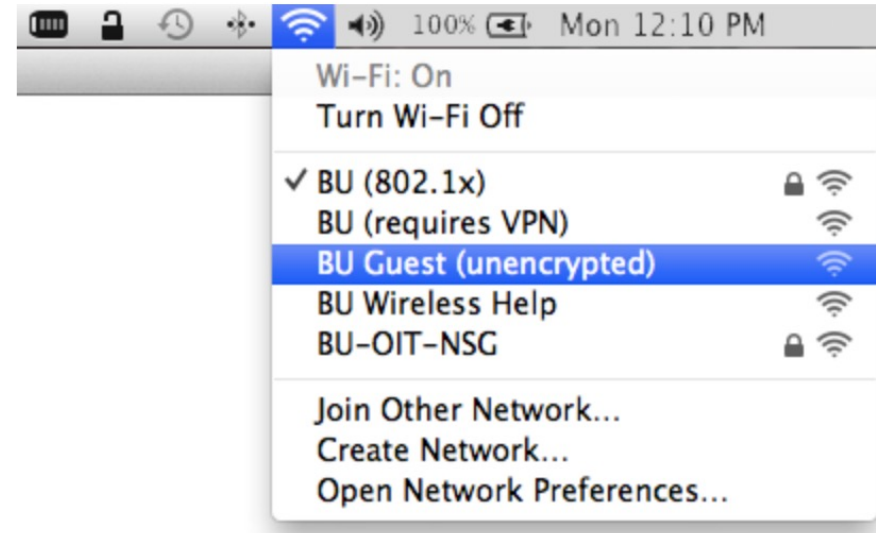 100% Mon 12:10 PM
Wi-Fi: On
Turn Wi-Fi Off
BU (802.1x)
BU (requires VPN)
BU Guest (unencrypted)
BU Wireless Help
BU-OIT-NSG
Join Other Network...
Create Network...
Open Network Preferences...